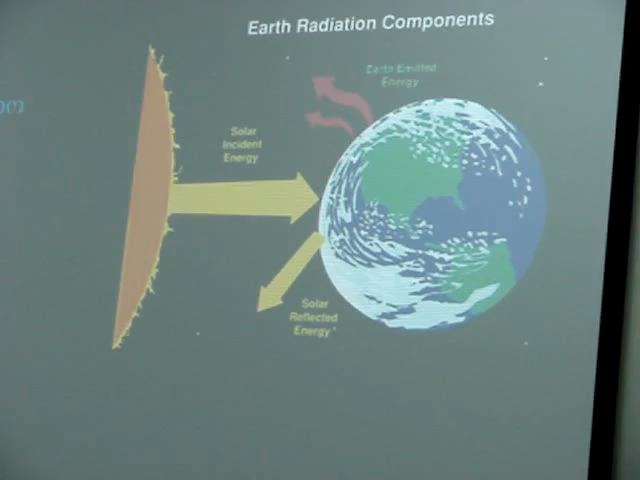 Earth Radiation Components
Earth Emitted
Energy
Solar
Incident
Energy
Solar
Reflected
Energy